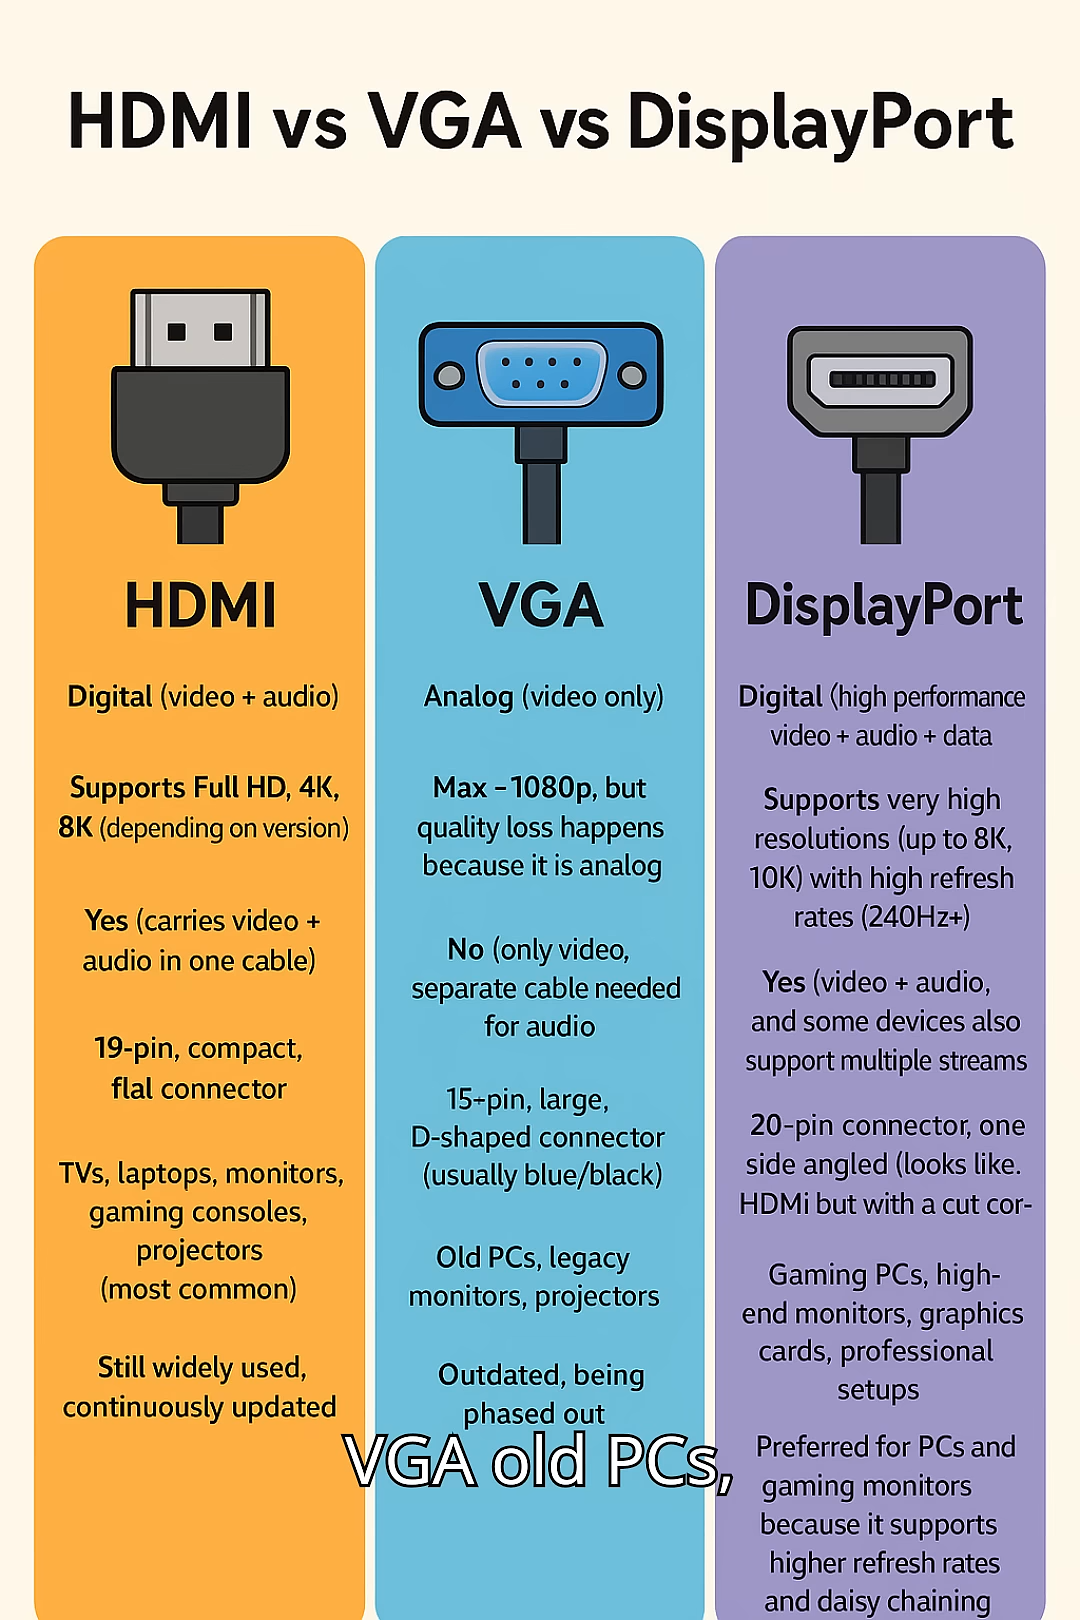 HDMI vs VGA vs DisplayPort
HDMI
Digital (video + audio)
Supports Full HD, 4K,
8K (depending on version)
Yes (carries video +
audio in one cable)
19-pin, compact,
flal connector
TVs, laptops, monitors,
gaming consoles,
projectors
(most common)
Still widely used,
continuously updated
VGA
Analog (video only)
Max -1080p, but
quality loss happens
because it is analog
No (only video,
separate cable needed
for audio
15-pin, large,
D-shaped connector
(usually blue/black)
Old PCs, legacy
monitors, projectors
Outdated, being
phased out
DisplayPort
Digital (high performance
video + audio + data
Supports very high
resolutions (up to 8K,
10K) with high refresh
rates (240Hz+)
Yes (video + audio,
and some devices also
support multiple streams
20-pin connector, one
side angled (looks like.
HDMi but with a cut cor-
Gaming PCs, high-
end monitors, graphics
cards, professional
setups
Preferred for PCs and
gaming monitors
because it supports
higher refresh rates
and daisy chaining
VGA old PCs,